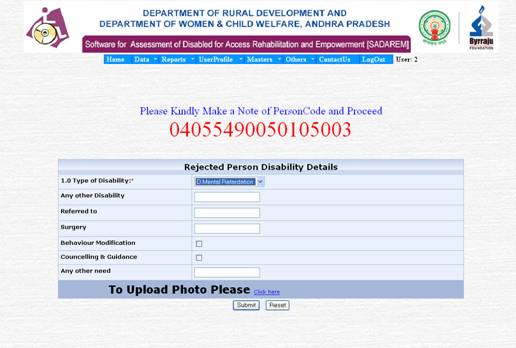 DEPARTMENT OF RURAL DEVELOPMENT AND
DEPARTMENT OF WOMEN & CHILD WELFARE, ANDHRA PRADESH
Software for Assessment of Disabled for Access Rehabilitation and Empowerment [SADAREM]
Byrraju
FOUNDATION
Home Data Reports UserProfile Masters Others ContactUs LogOut User: 2
Please Kindly Make a Note of PersonCode and Proceed
04055490050105003
Rejected Person Disability Details
1.0 Type of Disability:*
Any other Disability
Referred to
Surgery
Behaviour Modification
Councelling & Guidance
Any other need
To Upload Photo Please Click here
Submit Reset